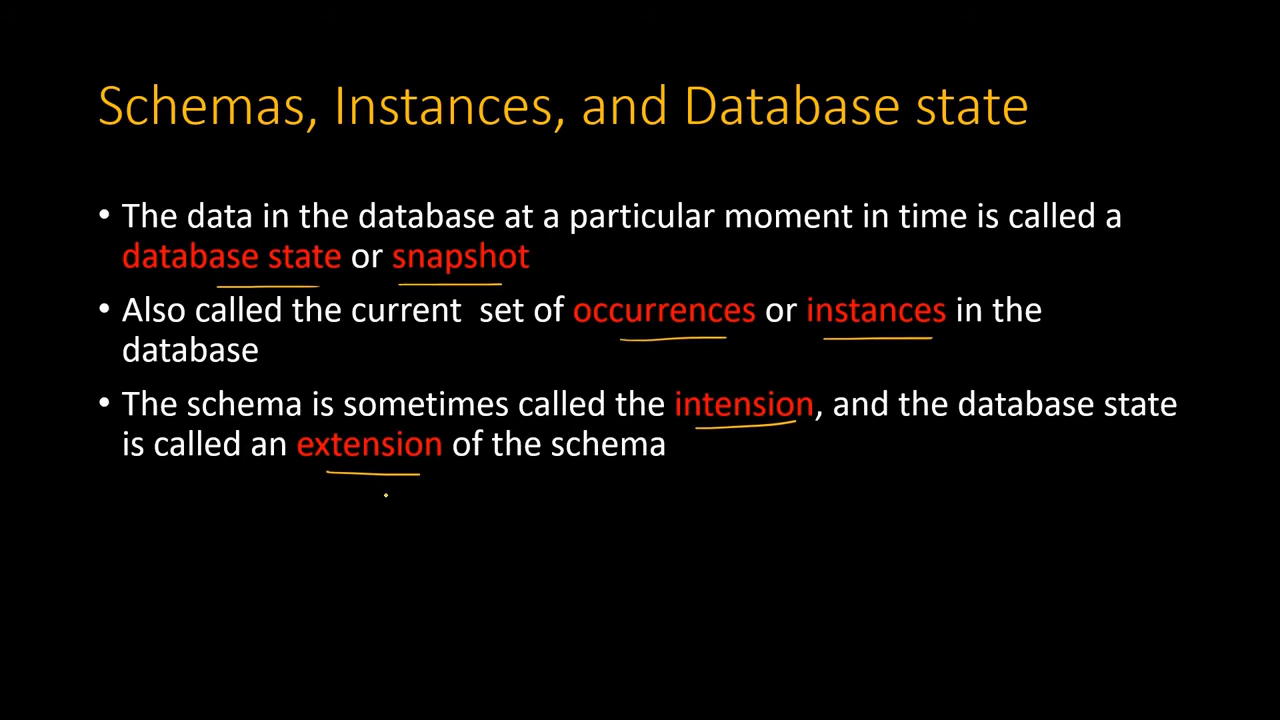 Schemas, Instances, and Database state
• The data in the database at a particular moment in time is called a
database state or snapshot
• Also called the current  set of occurrences or instances in the
database
• The schema is sometimes called the intension, and the database state
is called an extension of the schema